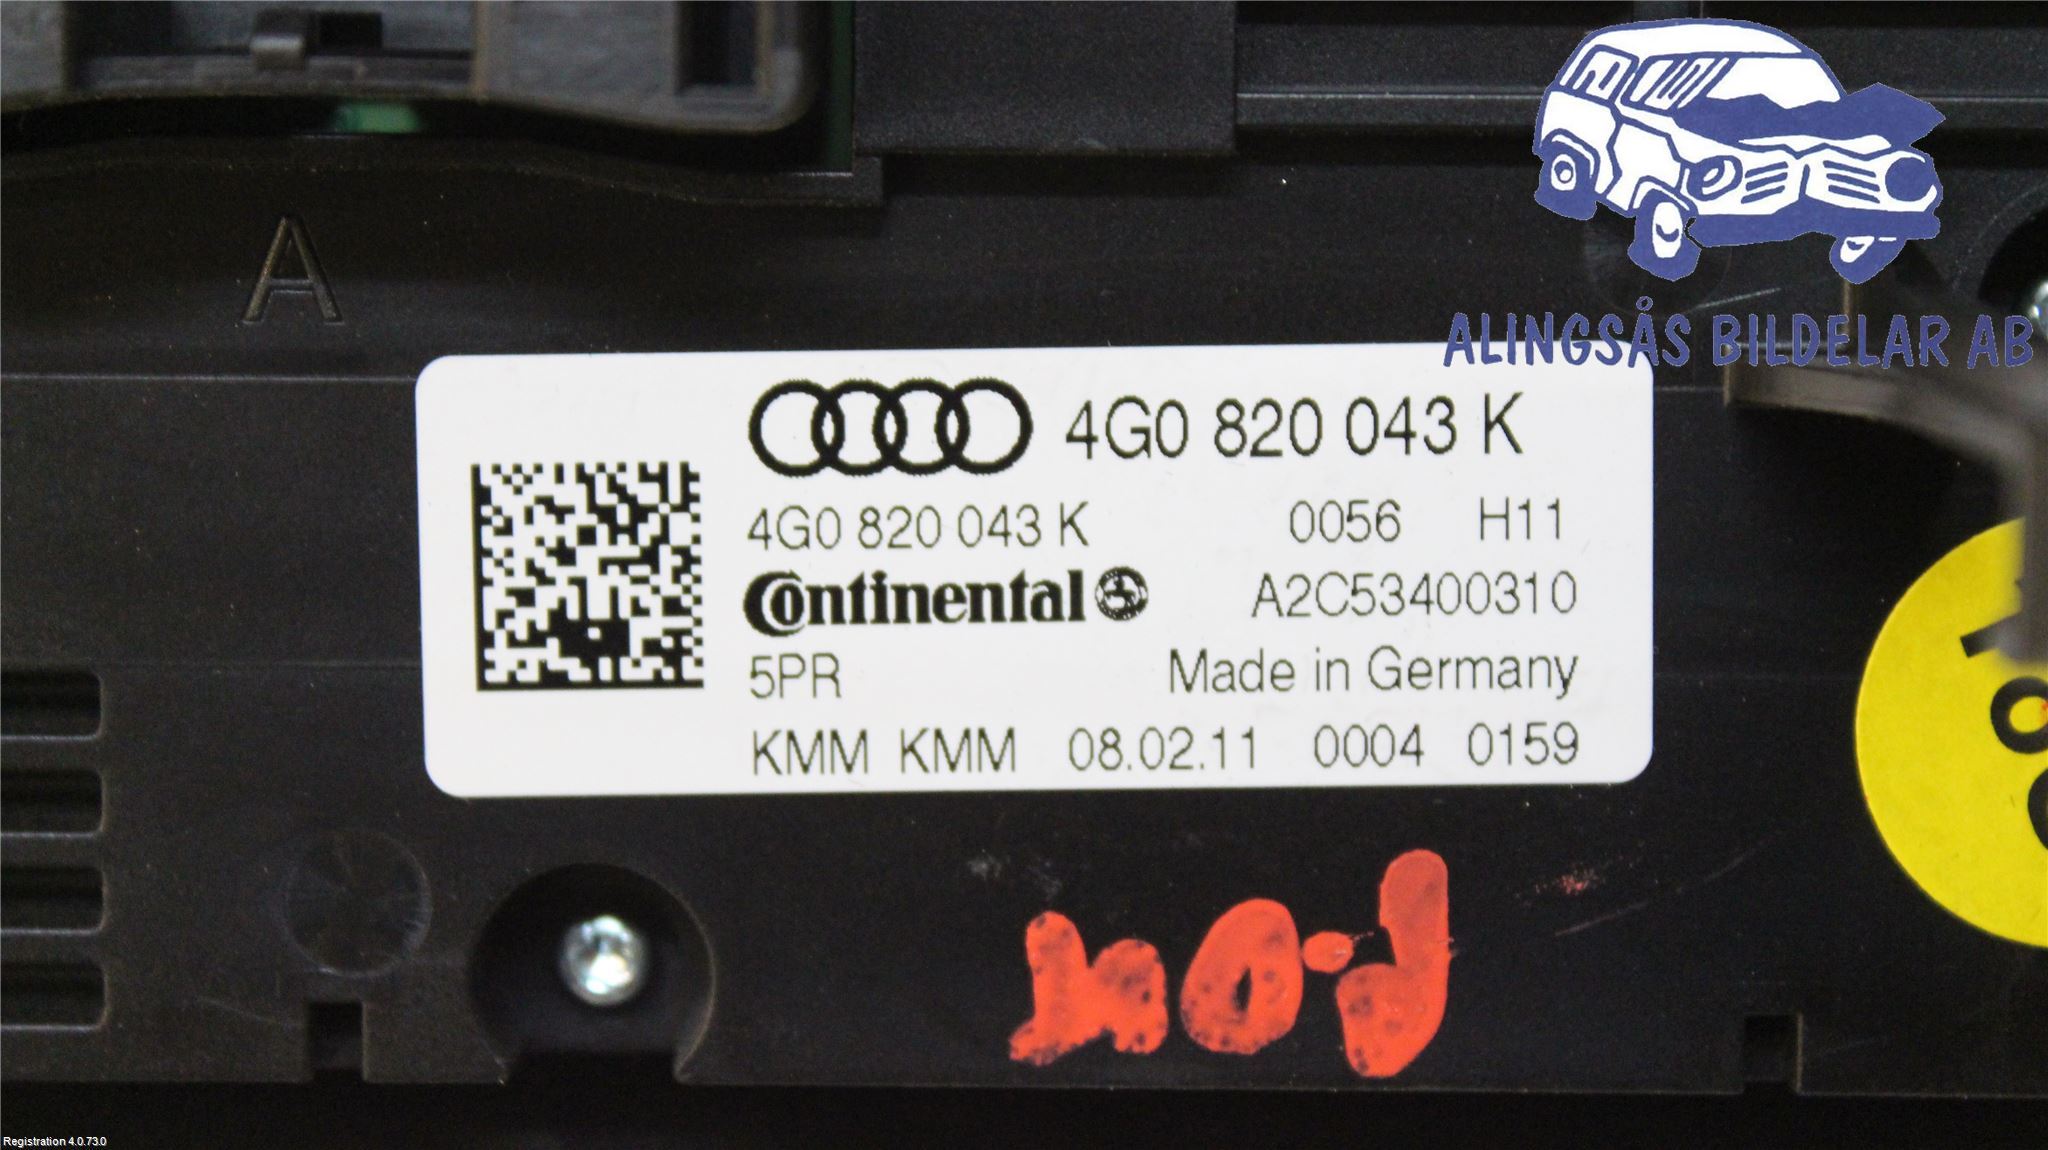 A
ALINGSÅS BILDELAR AB
4G0 820 043 K
4G0 820 043 K 0056 H11
Continental A2C53400310
5PR Made in Germany
KMM KMM 08.02.11 0004 0159
Registration 4.0.73.0